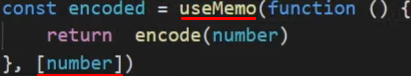 const encoded = useMemo(function () {
    return  encode(number)
}, [number])